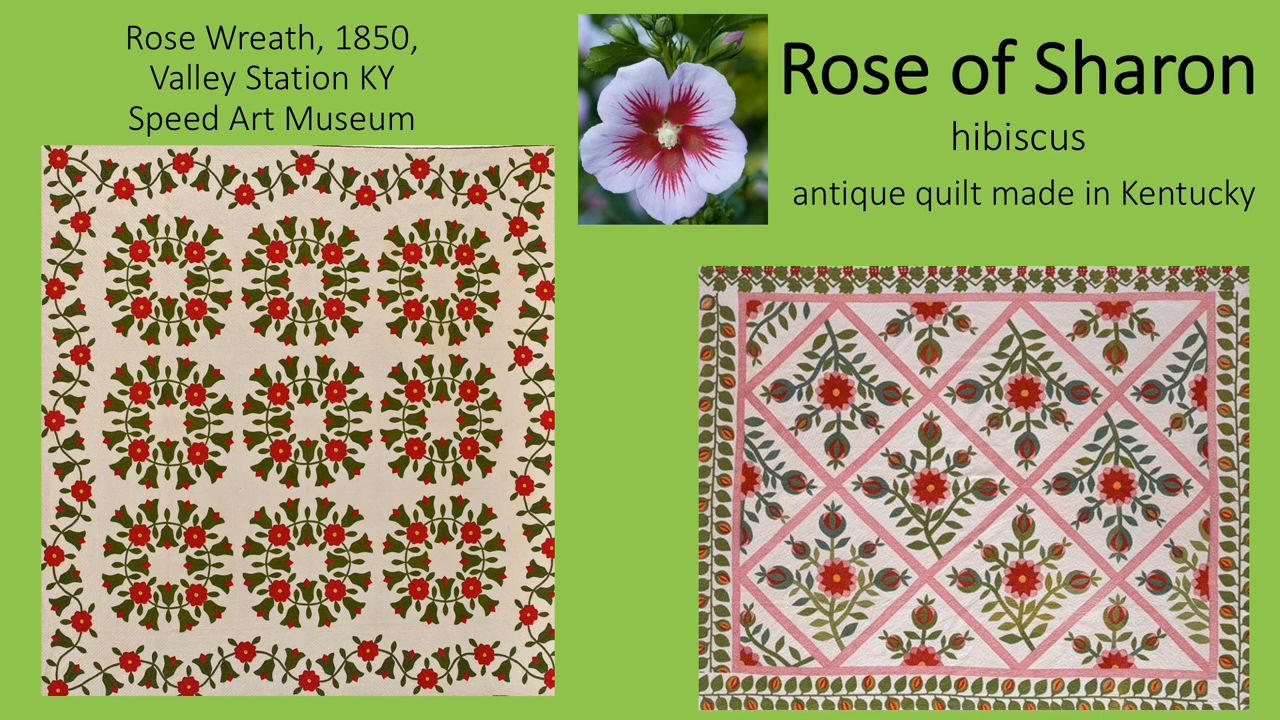 Rose Wreath, 1850,
Valley Station KY
Speed Art Museum
Rose of Sharon
hibiscus
antique quilt made in Kentucky